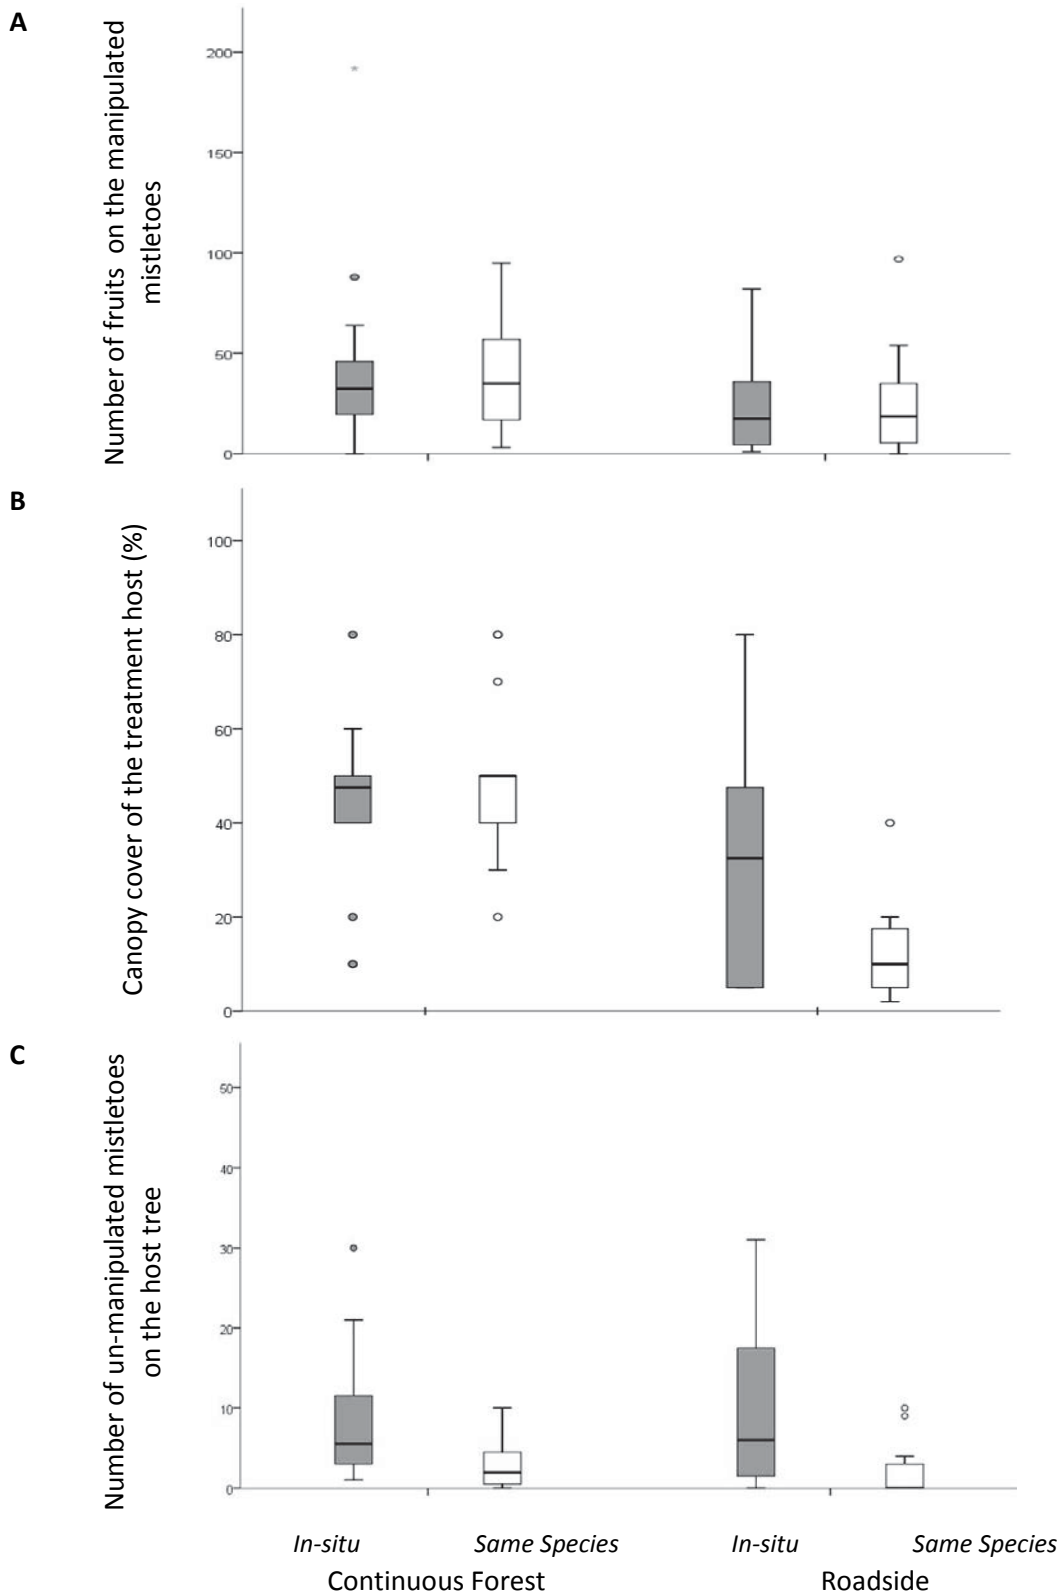 A
Number of fruits on the manipulated
mistletoes
200
150
100
50
0
B
Canopy cover of the treatment host (%)
100
80
60
40
20
0
C
Number of un-manipulated mistletoes
on the host tree
50
40
30
20
10
0
In-situ Same Species In-situ Same Species
Continuous Forest Roadside